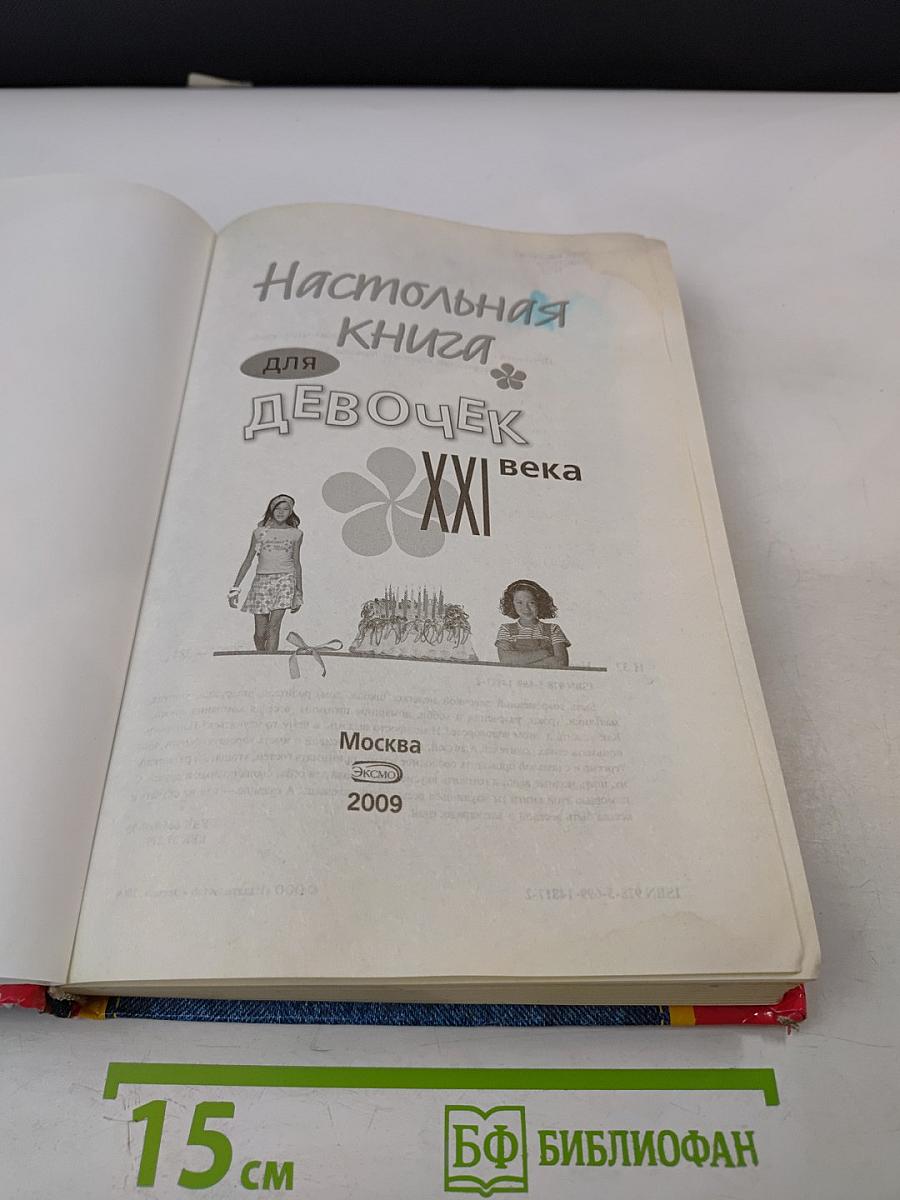 Настольная
книга
для
ДЕВОЧЕК
XXI века
Москва
ЭКСМО
2009
15 см
БФ БИБЛИОФАН